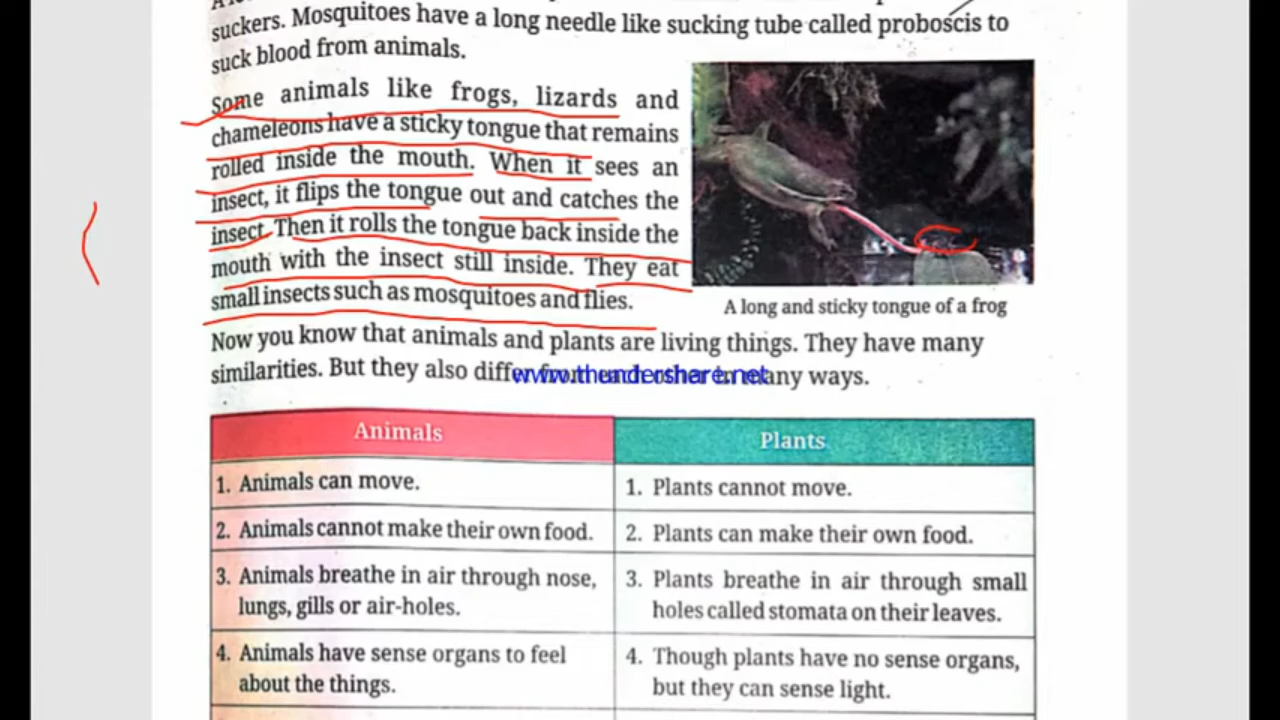 suckers. Mosquitoes have a long needle like sucking tube called proboscis to
suck blood from animals.
Some animals like frogs, lizards and
chameleons have a sticky tongue that remains
rolled inside the mouth. When it sees an
insect, it flips the tongue out and catches the
insect. Then it rolls the tongue back inside the
mouth with the insect still inside. They eat
small insects such as mosquitoes and flies.
A long and sticky tongue of a frog
Now you know that animals and plants are living things. They have many
similarities. But they also differ from each other in many ways.
www.thundershare.net
Animals
Plants
1. Animals can move.
1. Plants cannot move.
2. Animals cannot make their own food.
2. Plants can make their own food.
3. Animals breathe in air through nose,
lungs, gills or air-holes.
3. Plants breathe in air through small
holes called stomata on their leaves.
4. Animals have sense organs to feel
about the things.
4. Though plants have no sense organs,
but they can sense light.